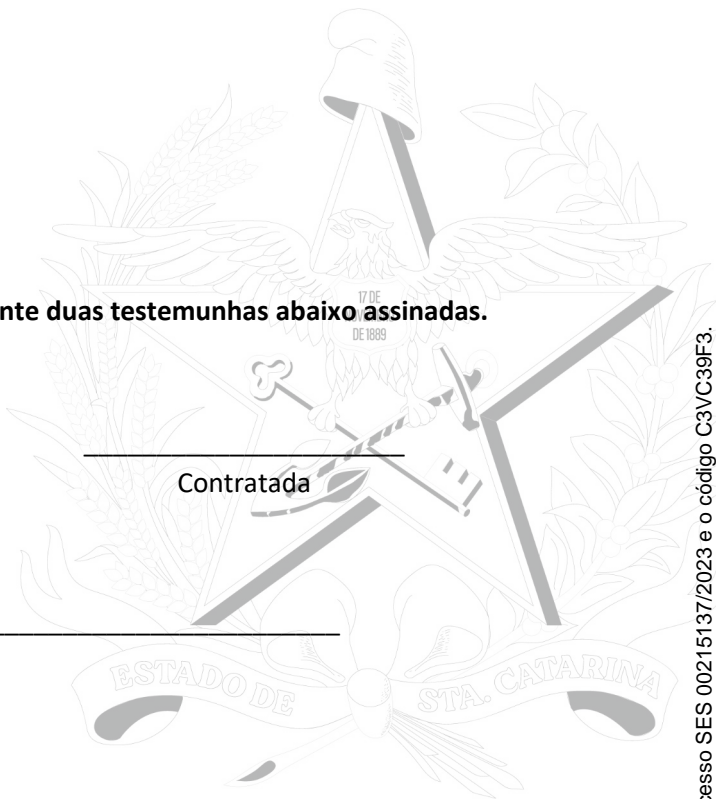 17 DE
DE 1889
nte duas testemunhas abaixo assinadas.
Contratada
ESTADO DE STA. CATARINA
cesso SES 00215137/2023 e o código C3VC39F3.